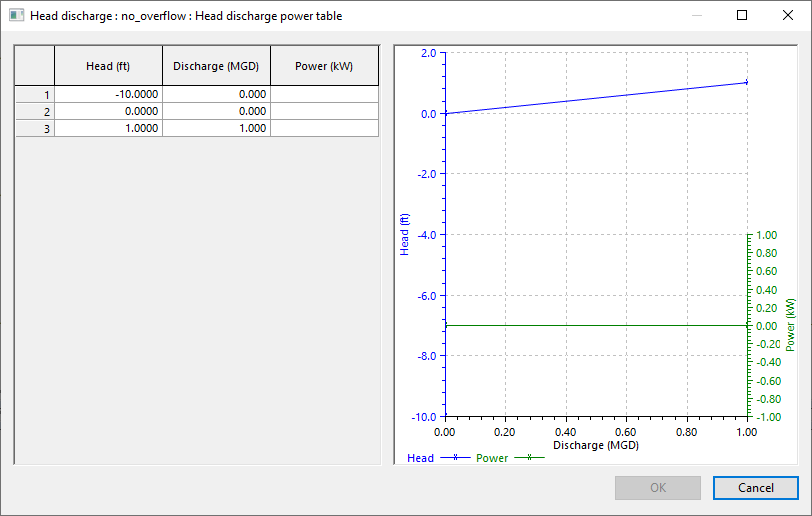 Head discharge : no_overflow : Head discharge power table
Head (ft) Discharge (MGD) Power (kW)
1 -10.0000 0.000
2 0.0000 0.000
3 1.0000 1.000
2.0
0.0
-2.0
-4.0
-6.0
-8.0
-10.0
Head (ft)
1.00
0.80
0.60
0.40
0.20
0.00
-0.20
-0.40
-0.60
-0.80
-1.00
Power (kW)
0.00 0.20 0.40 0.60 0.80 1.00
Discharge (MGD)
Head Power
OK Cancel